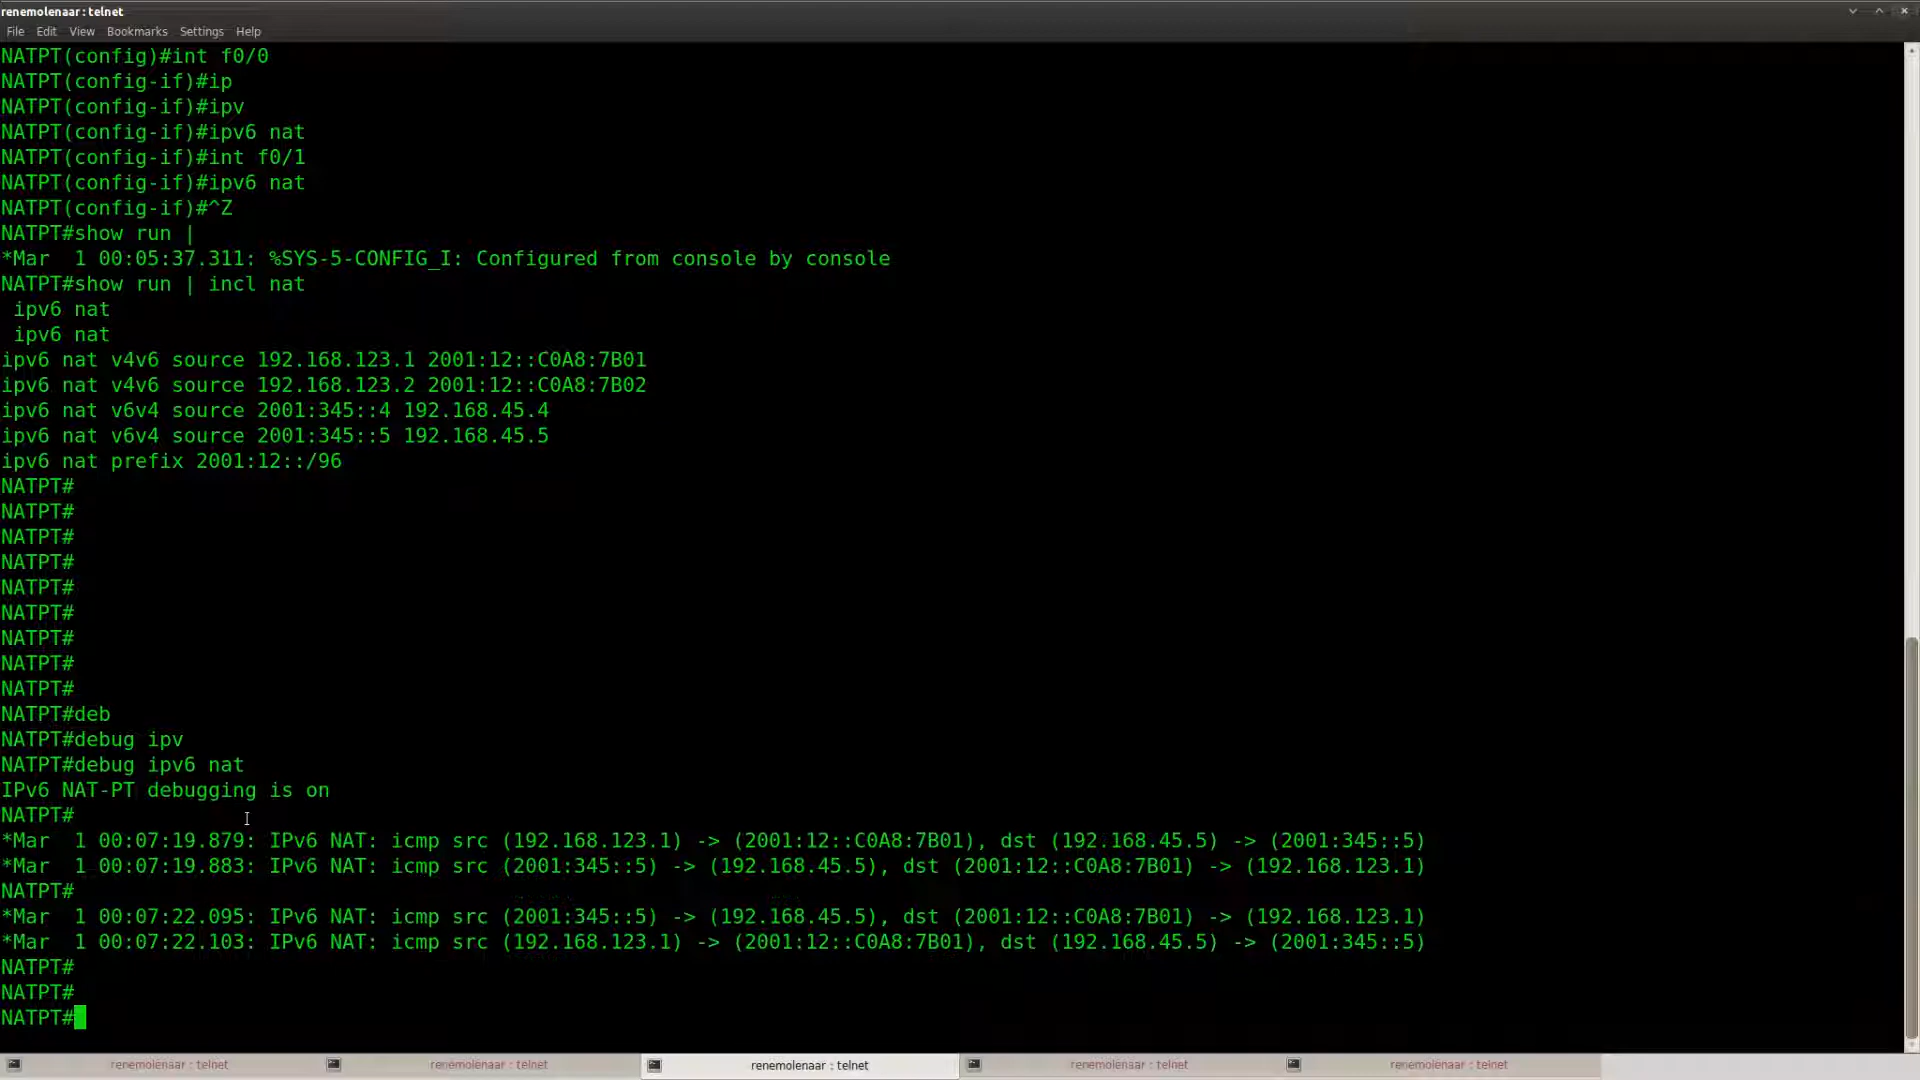 renemolenaar : telnet
File Edit View Bookmarks Settings Help
NATPT(config)#int f0/0
NATPT(config-if)#ip
NATPT(config-if)#ipv
NATPT(config-if)#ipv6 nat
NATPT(config-if)#int f0/1
NATPT(config-if)#ipv6 nat
NATPT(config-if)#^Z
NATPT#show run |
*Mar  1 00:05:37.311: %SYS-5-CONFIG_I: Configured from console by console
NATPT#show run | incl nat
 ipv6 nat
 ipv6 nat
ipv6 nat v4v6 source 192.168.123.1 2001:12::C0A8:7B01
ipv6 nat v4v6 source 192.168.123.2 2001:12::C0A8:7B02
ipv6 nat v6v4 source 2001:345::4 192.168.45.4
ipv6 nat v6v4 source 2001:345::5 192.168.45.5
ipv6 nat prefix 2001:12::/96
NATPT#
NATPT#
NATPT#
NATPT#
NATPT#
NATPT#
NATPT#
NATPT#
NATPT#
NATPT#deb
NATPT#debug ipv
NATPT#debug ipv6 nat
IPv6 NAT-PT debugging is on
NATPT#
*Mar  1 00:07:19.879: IPv6 NAT: icmp src (192.168.123.1) -> (2001:12::C0A8:7B01), dst (192.168.45.5) -> (2001:345::5)
*Mar  1 00:07:19.883: IPv6 NAT: icmp src (2001:345::5) -> (192.168.45.5), dst (2001:12::C0A8:7B01) -> (192.168.123.1)
NATPT#
*Mar  1 00:07:22.095: IPv6 NAT: icmp src (2001:345::5) -> (192.168.45.5), dst (2001:12::C0A8:7B01) -> (192.168.123.1)
*Mar  1 00:07:22.103: IPv6 NAT: icmp src (192.168.123.1) -> (2001:12::C0A8:7B01), dst (192.168.45.5) -> (2001:345::5)
NATPT#
NATPT#
NATPT#
renemolenaar : telnet renemolenaar : telnet renemolenaar : telnet renemolenaar : telnet renemolenaar : telnet